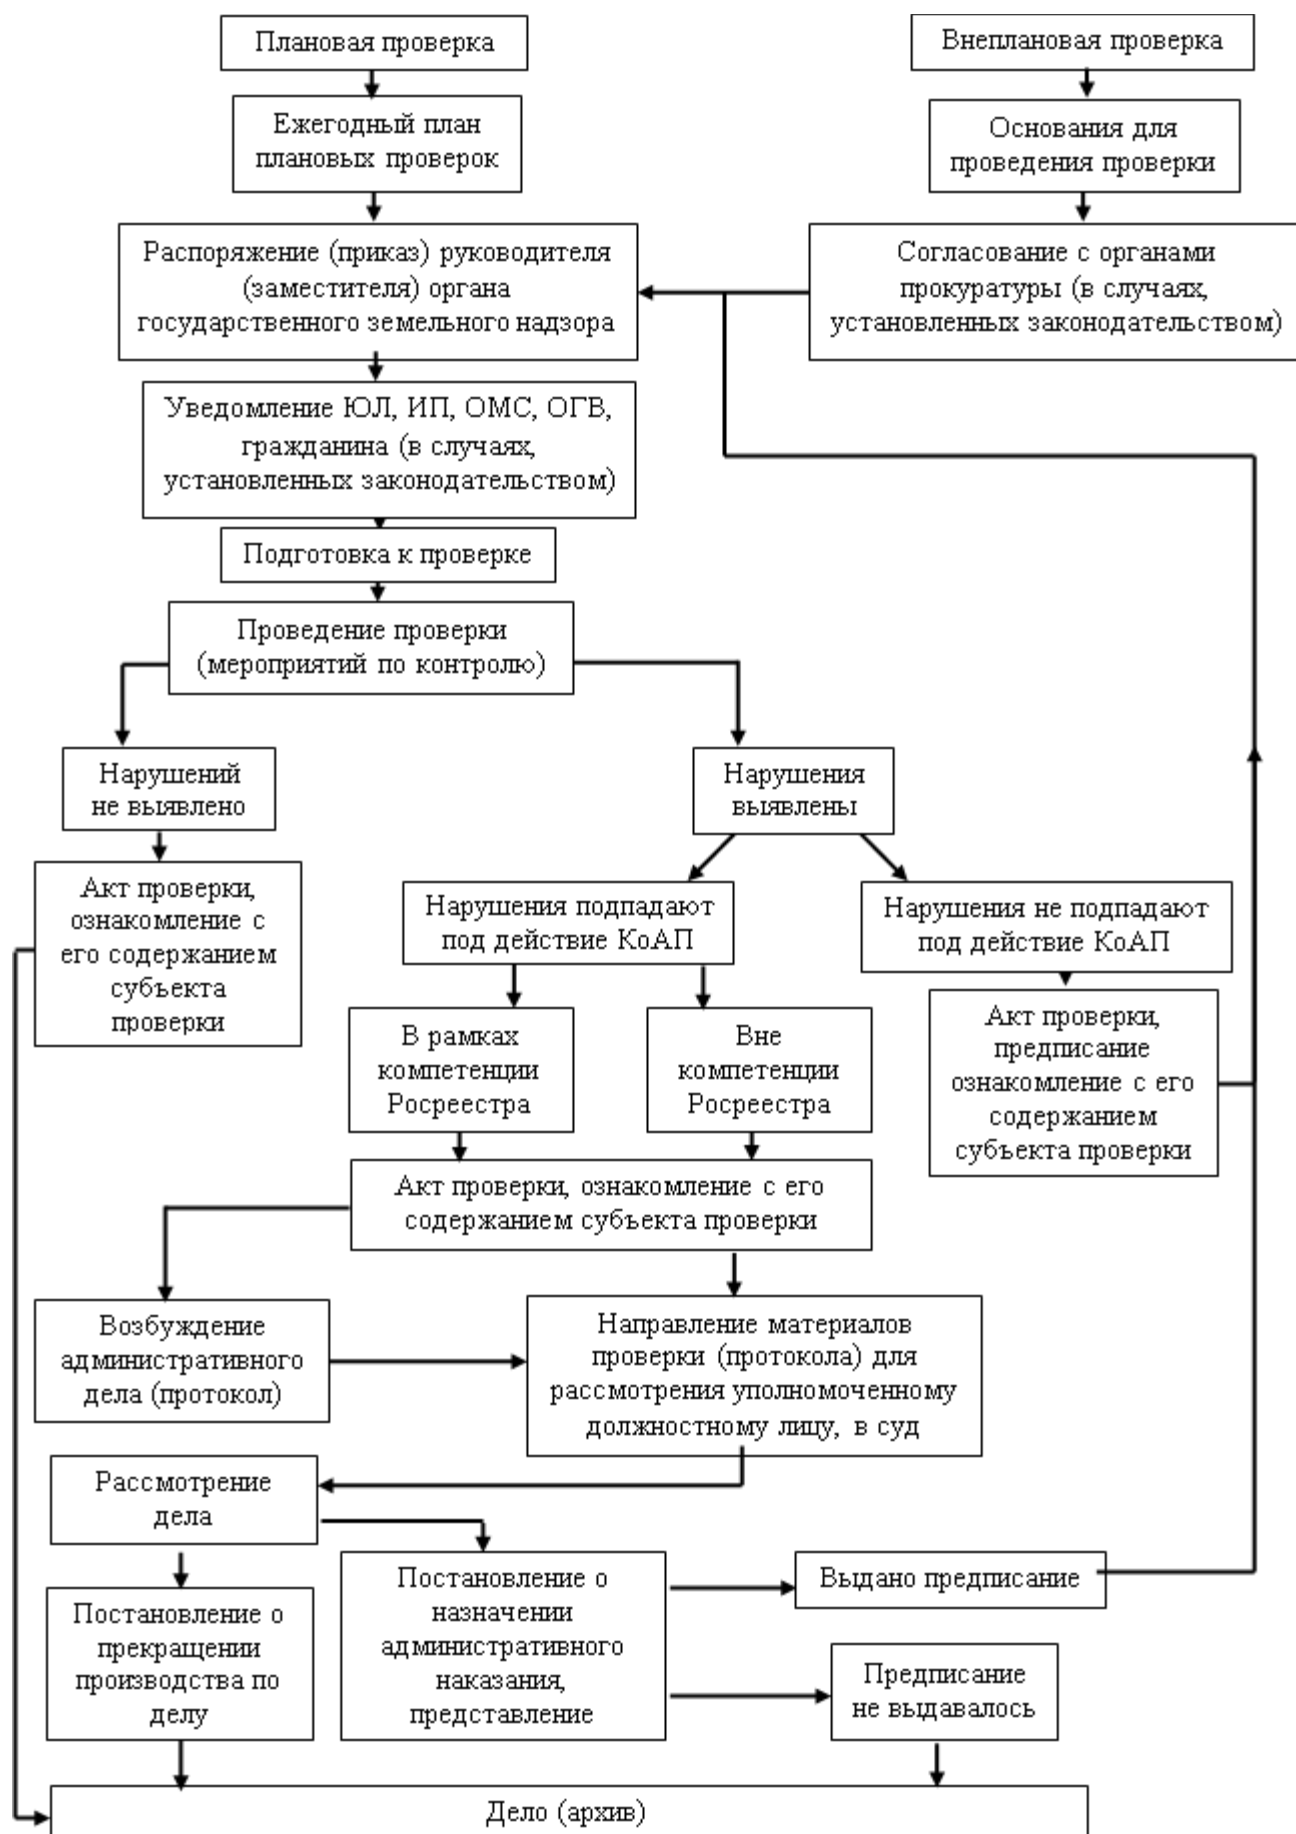 Плановая проверка
Внеплановая проверка
Ежегодный план
плановых проверок
Основания для
проведения проверки
Распоряжение (приказ) руководителя
(заместителя) органа
государственного земельного надзора
Согласование с органами
прокуратуры (в случаях,
установленных законодательством)
Уведомление ЮЛ, ИП, ОМС, ОГВ,
гражданина (в случаях,
установленных законодательством)
Подготовка к проверке
Проведение проверки
(мероприятий по контролю)
Нарушений
не выявлено
Нарушения
выявлены
Акт проверки,
ознакомление с
его содержанием
субъекта
проверки
Нарушения подпадают
под действие КоАП
Нарушения не подпадают
под действие КоАП
В рамках
компетенции
Росреестра
Вне
компетенции
Росреестра
Акт проверки,
предписание
ознакомление с его
содержанием
субъекта проверки
Акт проверки, ознакомление с его
содержанием субъекта проверки
Возбуждение
административного
дела (протокол)
Направление материалов
проверки (протокола) для
рассмотрения уполномоченному
должностному лицу, в суд
Рассмотрение
дела
Постановление о
прекращении
производства по
делу
Постановление о
назначении
административного
наказания,
представление
Выдано предписание
Предписание
не выдавалось
Дело (архив)